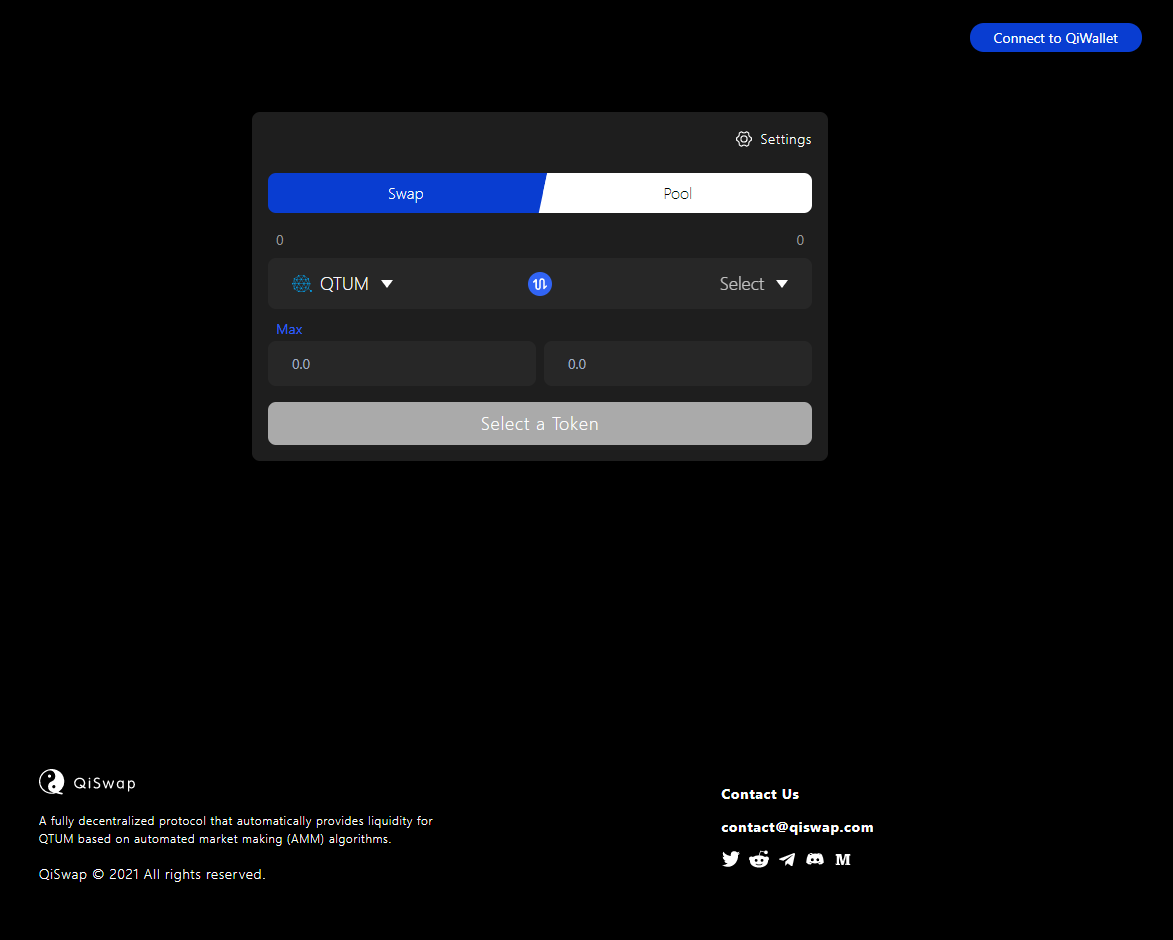 Connect to QiWallet
Settings
Swap Pool
0 0
QTUM Select
Max
0.0 0.0
Select a Token
QiSwap
A fully decentralized protocol that automatically provides liquidity for
QTUM based on automated market making (AMM) algorithms.
QiSwap © 2021 All rights reserved.
Contact Us
contact@qiswap.com
M